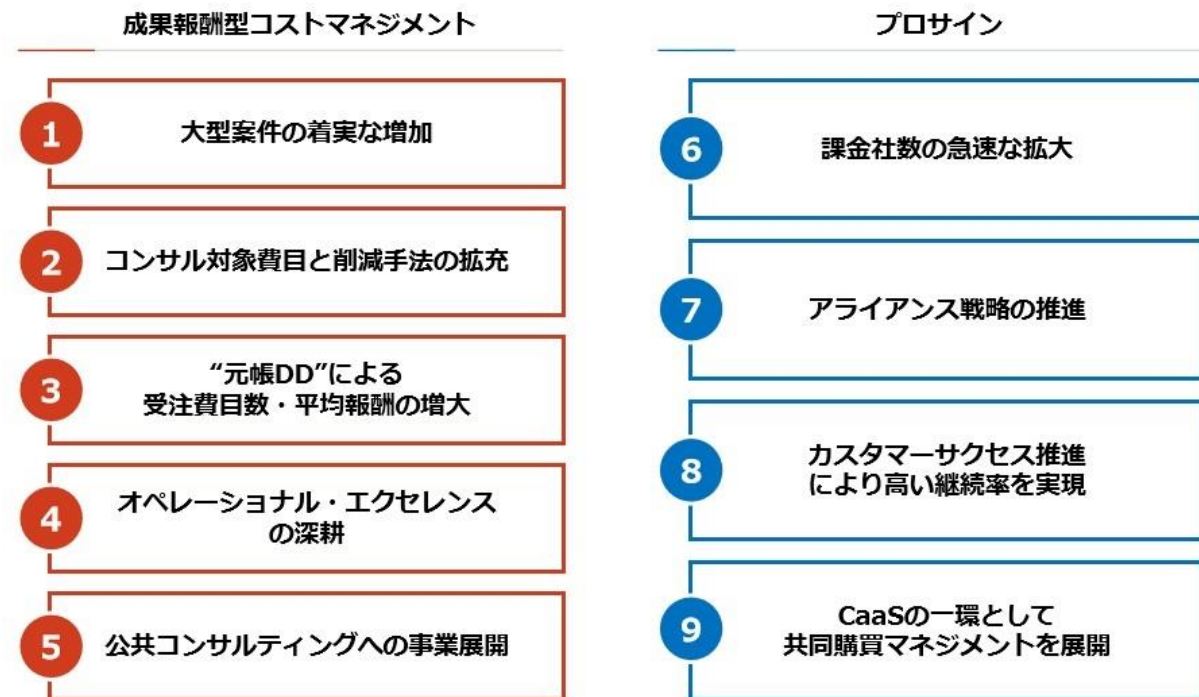 成果報酬型コストマネジメント
1
大型案件の着実な増加
2
コンサル対象費目と削減手法の拡充
3
“元帳DD”による
受注費目数・平均報酬の増大
4
オペレーショナル・エクセレンス
の深耕
5
公共コンサルティングへの事業展開
プロサイン
6
課金社数の急速な拡大
7
アライアンス戦略の推進
8
カスタマーサクセス推進
により高い継続率を実現
9
CaaSの一環として
共同購買マネジメントを展開